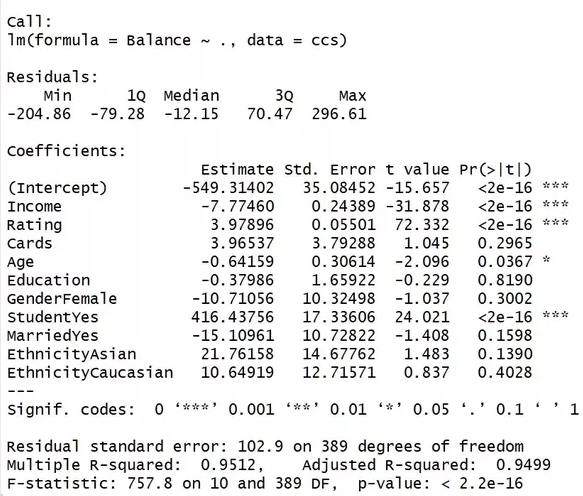 Call:
lm(formula = Balance ~ ., data = ccs)
Residuals:
Min 1Q Median 3Q Max
-204.86 -79.28 -12.15 70.47 296.61
Coefficients:
Estimate Std. Error t value Pr(>|t|)
(Intercept) -549.31402 35.08452 -15.657 <2e-16 ***
Income -7.77460 0.24389 -31.878 <2e-16 ***
Rating 3.97896 0.05501 72.332 <2e-16 ***
Cards 3.96537 3.79288 1.045 0.2965
Age -0.64159 0.30614 -2.096 0.0367 *
Education -0.37986 1.65922 -0.229 0.8190
GenderFemale -10.71056 10.32498 -1.037 0.3002
StudentYes 416.43756 17.33606 24.021 <2e-16 ***
MarriedYes -15.10961 10.72822 -1.408 0.1598
EthnicityAsian 21.76158 14.67762 1.483 0.1390
EthnicityCaucasian 10.64919 12.71571 0.837 0.4028
---
Signif. codes: 0 ‘***’ 0.001 ‘**’ 0.01 ‘*’ 0.05 ‘.’ 0.1 ‘ ’ 1
Residual standard error: 102.9 on 389 degrees of freedom
Multiple R-squared: 0.9512, Adjusted R-squared: 0.9499
F-statistic: 757.8 on 10 and 389 DF, p-value: < 2.2e-16